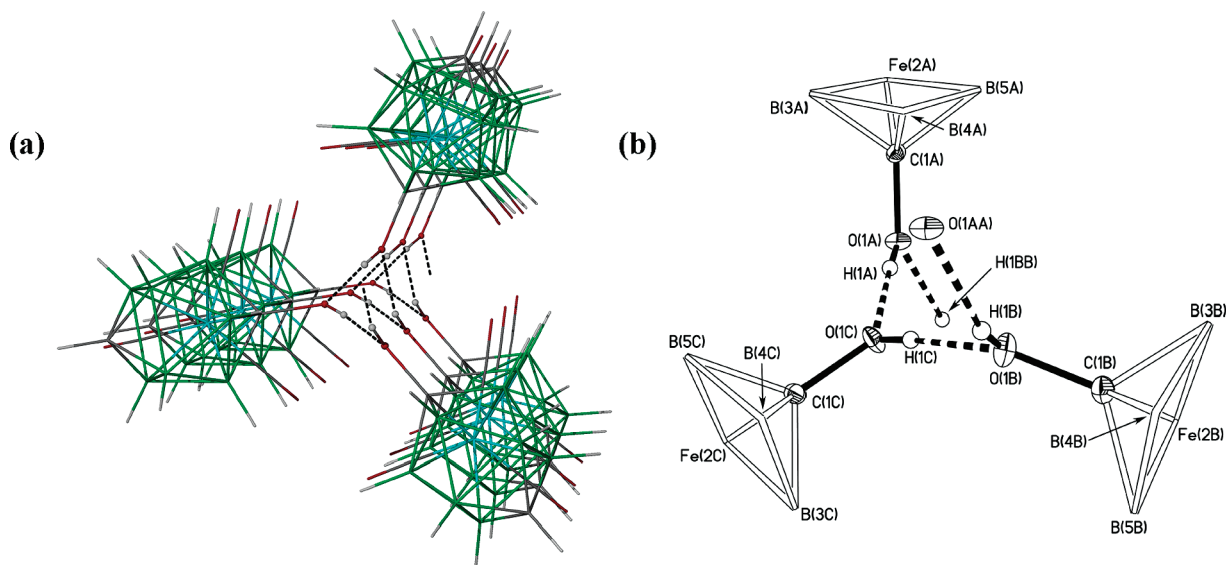 (a)
(b)
Fe(2A)
B(3A)
B(5A)
B(4A)
C(1A)
O(1AA)
O(1A)
H(1BB)
H(1A)
H(1B)
B(3B)
O(1C)
B(5C)
B(4C)
H(1C)
O(1B)
C(1B)
C(1C)
B(4B)
Fe(2B)
Fe(2C)
B(3C)
B(5B)